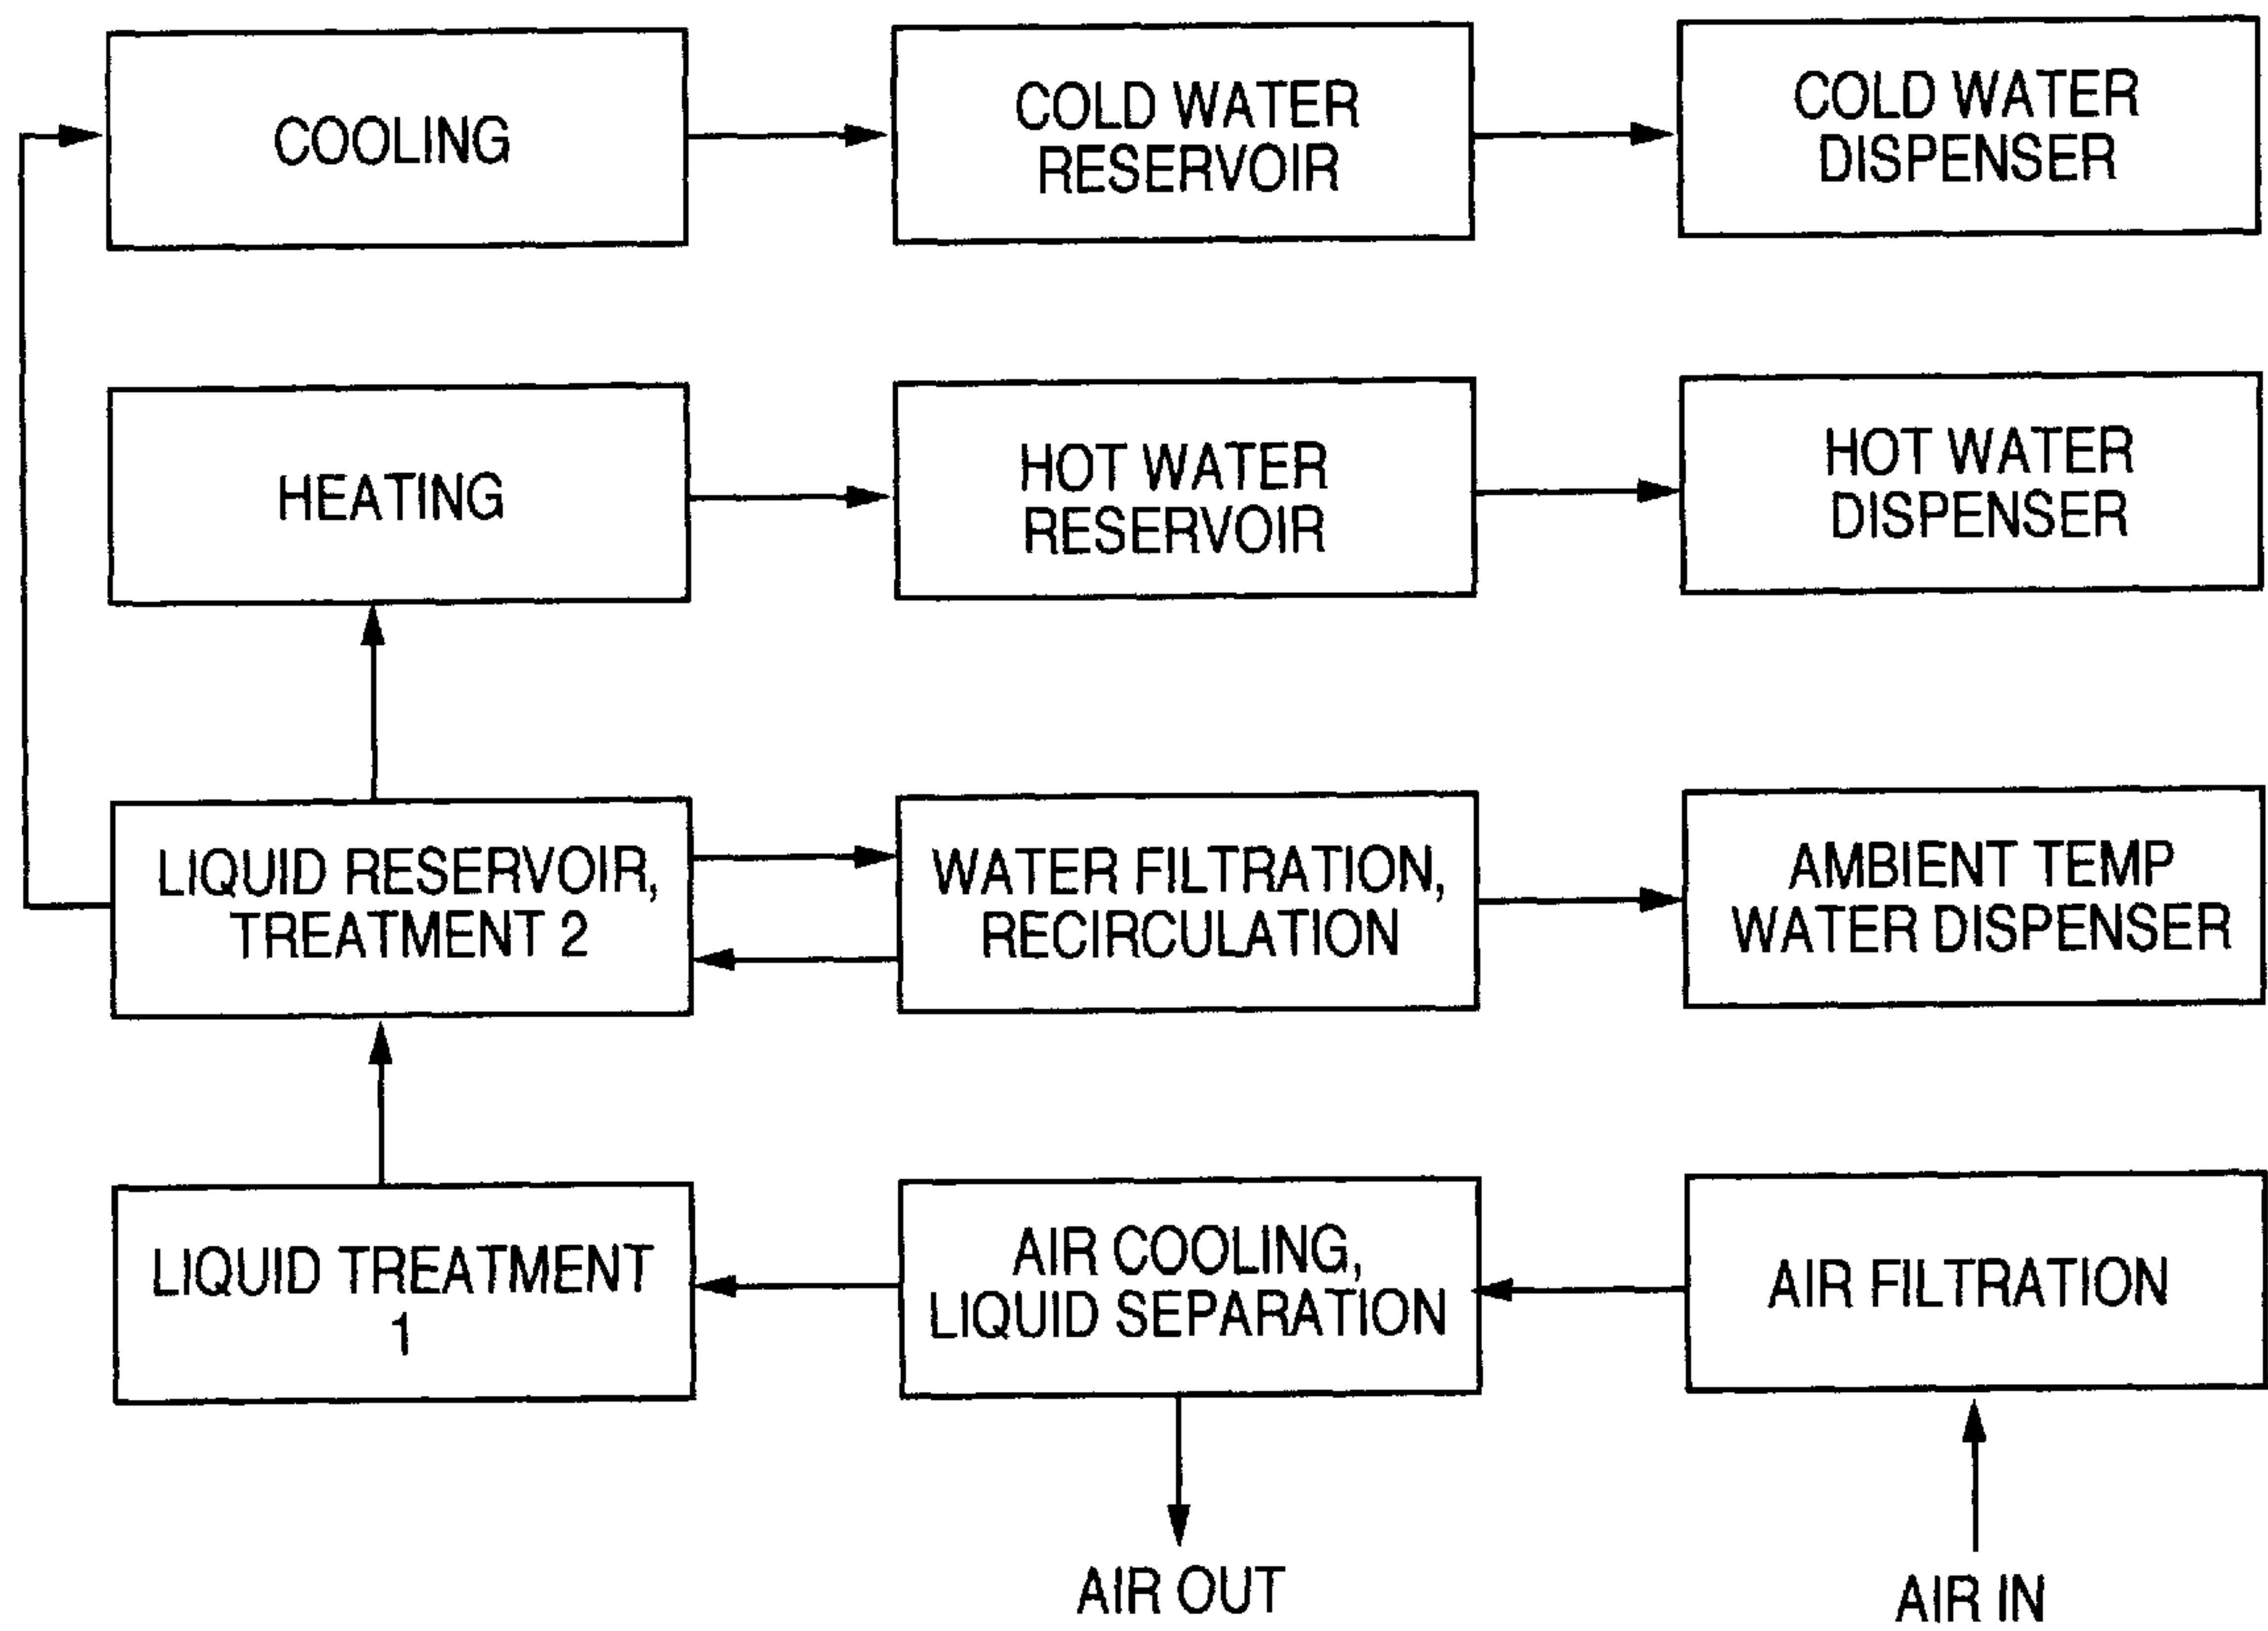 COOLING
COLD WATER
RESERVOIR
COLD WATER
DISPENSER
HEATING
HOT WATER
RESERVOIR
HOT WATER
DISPENSER
LIQUID RESERVOIR,
TREATMENT 2
WATER FILTRATION,
RECIRCULATION
AMBIENT TEMP
WATER DISPENSER
LIQUID TREATMENT
1
AIR COOLING,
LIQUID SEPARATION
AIR FILTRATION
AIR OUT
AIR IN